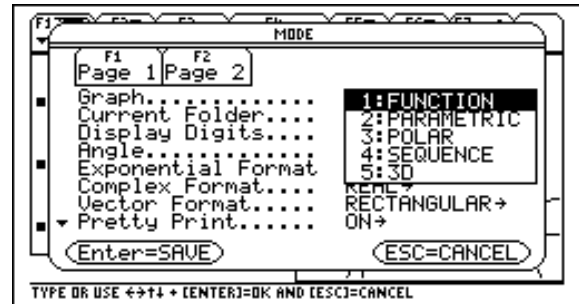 MODE
F1 F2
Page 1 Page 2
Graph.............
Current Folder....
Display Digits....
Angle.............
Exponential Format
Complex Format.... REAL→
Vector Format..... RECTANGULAR→
Pretty Print...... ON→
1:FUNCTION
2:PARAMETRIC
3:POLAR
4:SEQUENCE
5:3D
Enter=SAVE ESC=CANCEL
TYPE OR USE ←→↑↓ + [ENTER]=OK AND [ESC]=CANCEL